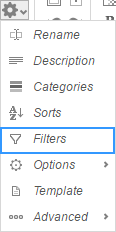 Rename
Description
Categories
Sorts
Filters
Options
Template
Advanced